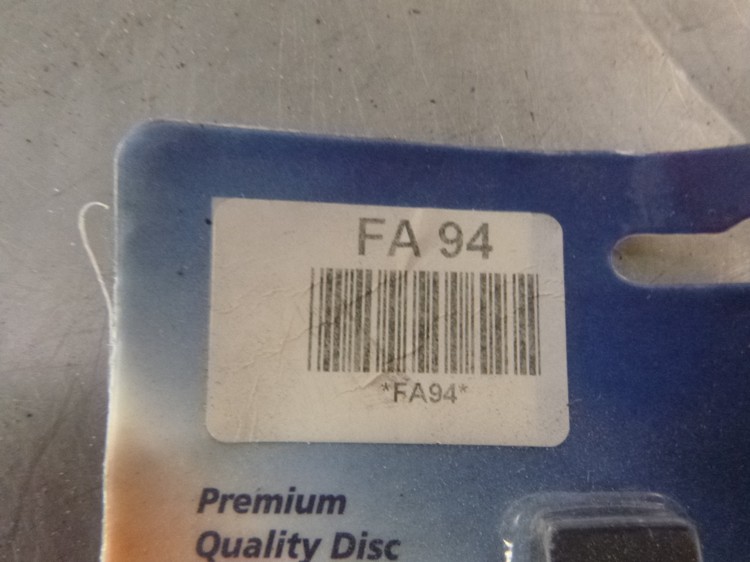 FA 94
*FA94*
Premium
Quality Disc